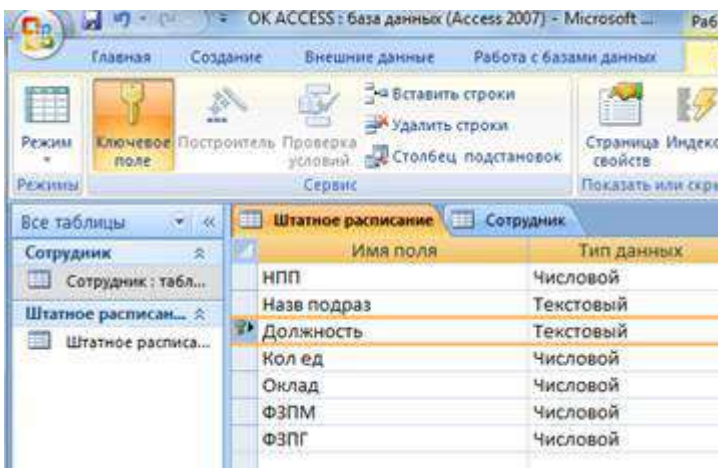 ОК ACCESS : база данных (Access 2007) - Microsoft ... Раб
Главная Создание Внешние данные Работа с базами данных
Режим
Ключевое поле
Построитель
Проверка условий
Вставить строки
Удалить строки
Столбец подстановок
Страница свойств
Индекс
Режимы Сервис Показать или скры
Все таблицы Штатное расписание Сотрудник
Сотрудник
Сотрудник : табл...
Штатное расписан...
Штатное расписа...
Имя поля Тип данных
НПП Числовой
Назв подраз Текстовый
Должность Текстовый
Кол ед Числовой
Оклад Числовой
ФЗПМ Числовой
ФЗПГ Числовой